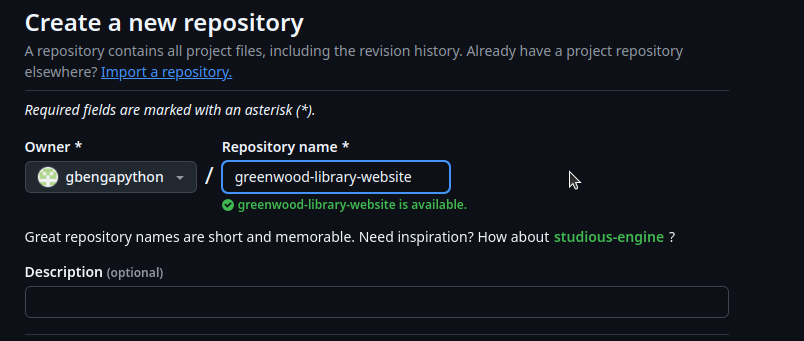 Create a new repository
A repository contains all project files, including the revision history. Already have a project repository
elsewhere? Import a repository.
Required fields are marked with an asterisk (*).
Owner * Repository name *
gbengapython / greenwood-library-website
greenwood-library-website is available.
Great repository names are short and memorable. Need inspiration? How about studious-engine ?
Description (optional)